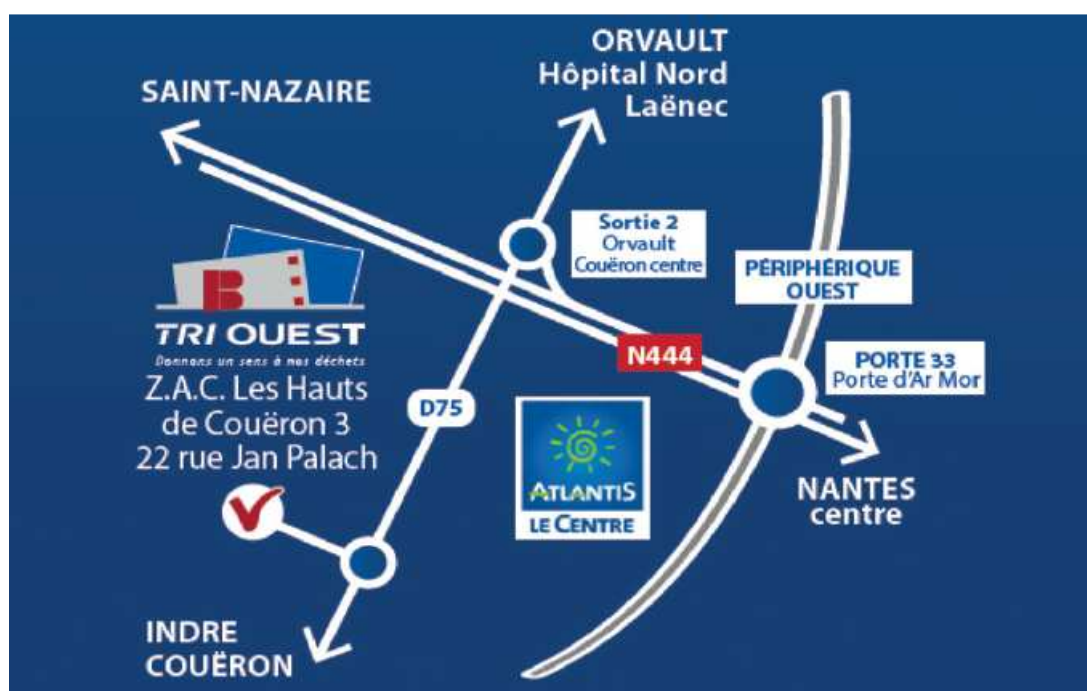 ORVAULT
Hôpital Nord
Laënec
SAINT-NAZAIRE
Sortie 2
Orvault
Couëron centre
PÉRIPHÉRIQUE
OUEST
TRI OUEST
Donnons un sens à nos déchets
Z.A.C. Les Hauts
de Couëron 3
22 rue Jan Palach
N444
PORTE 33
Porte d'Ar Mor
D75
ATLANTIS
LE CENTRE
NANTES
centre
INDRE
COUËRON